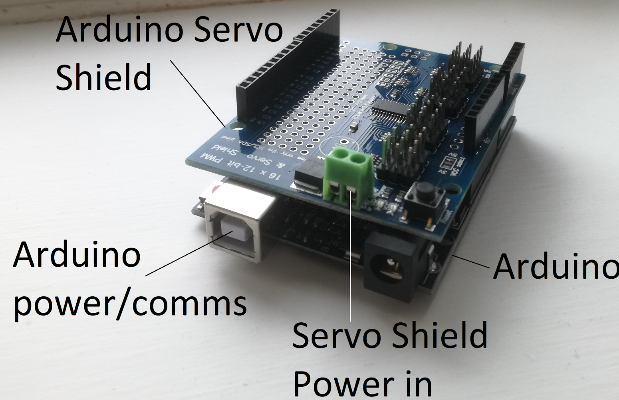 Arduino Servo
Shield
16 x 12-bit PWM
& Servo Shield
Arduino
power/comms
Arduino
Servo Shield
Power in